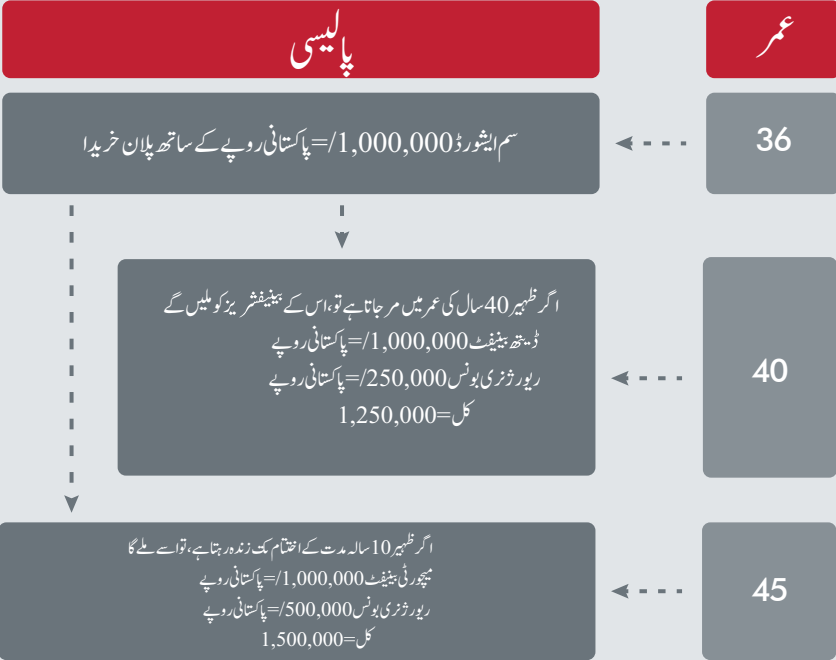 عمر
پالیسی
36
سم ایشورڈ 1,000,000/= پاکستانی روپے کے ساتھ پلان خریدا
40
اگر ظہیر 40 سال کی عمر میں مر جاتا ہے تو، اس کے بینیفشریز کو ملیں گے
ڈیتھ بینیفٹ 1,000,000/= پاکستانی روپے
ریورژنری بونس 250,000/= پاکستانی روپے
کل = 1,250,000
45
اگر ظہیر 10 سالہ مدت کے اختتام تک زندہ رہتا ہے، تو اسے ملے گا
میچورٹی بینیفٹ 1,000,000/= پاکستانی روپے
ریورژنری بونس 500,000/= پاکستانی روپے
کل = 1,500,000